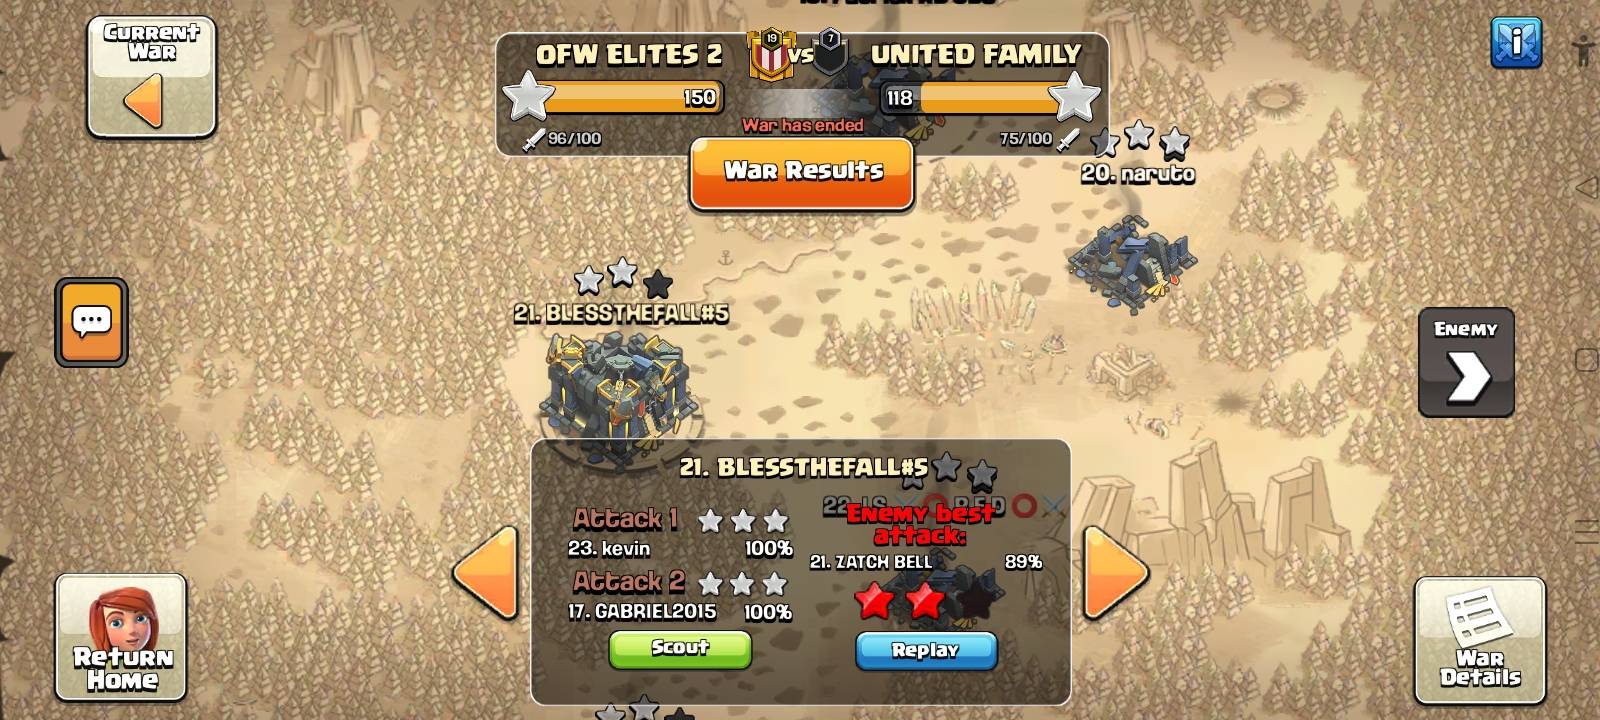 Current
War
OFW ELITES 2
19
VS
7
UNITED FAMILY
150
118
96/100
War has ended
75/100
War Results
20. naruto
21. BLESSTHEFALL#5
Enemy
21. BLESSTHEFALL#5
Attack 1
23. kevin
100%
Attack 2
17. GABRIEL2015
100%
Scout
Enemy best
attack:
21. ZATCH BELL
89%
Replay
Return
Home
War
Details